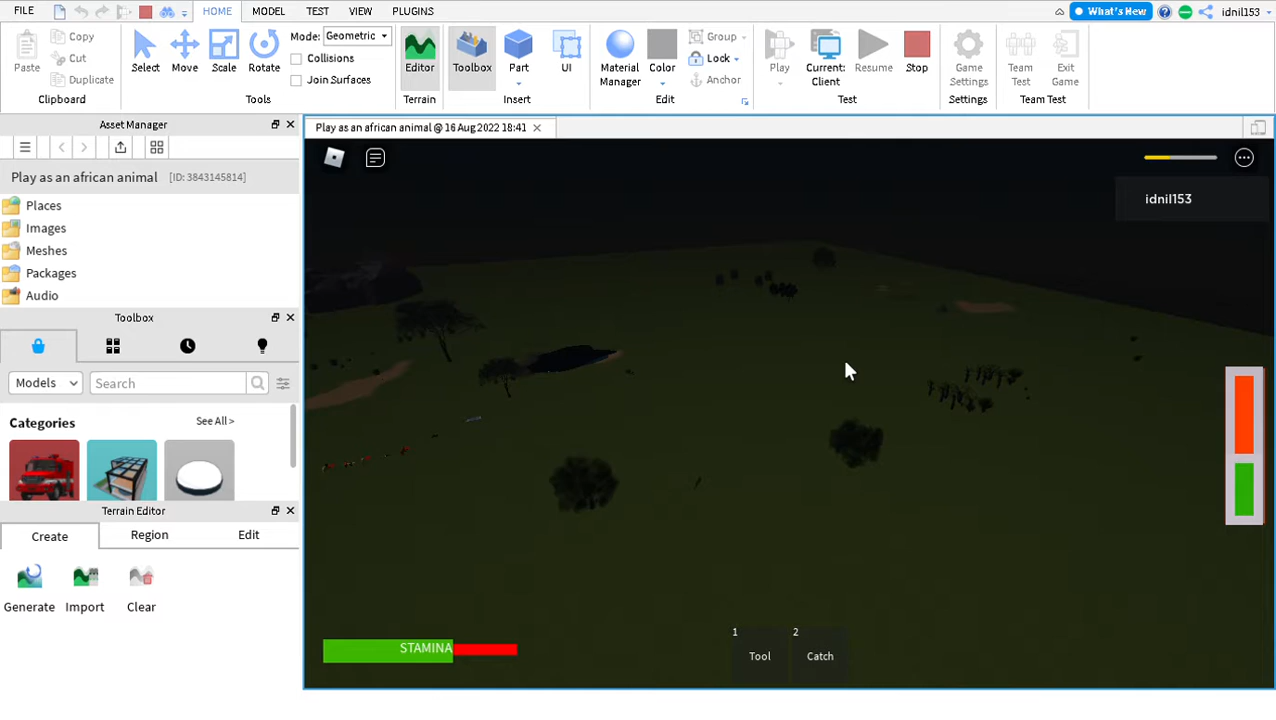 FILE HOME MODEL TEST VIEW PLUGINS What's New idnil153
Paste Copy Cut Duplicate Select Move Scale Rotate Mode: Geometric Collisions Join Surfaces Editor Toolbox Part UI Material Manager Color Group Lock Anchor Play Current: Client Resume Stop Game Settings Team Test Exit Game
Clipboard Tools Terrain Insert Edit Test Settings Team Test
Asset Manager
Play as an african animal @ 16 Aug 2022 18:41
Play as an african animal [ID: 3843145814]
Places
Images
Meshes
Packages
Audio
idnil153
Toolbox
Models Search
Categories See All >
Terrain Editor
Create Region Edit
Generate Import Clear
STAMINA
1 2
Tool Catch